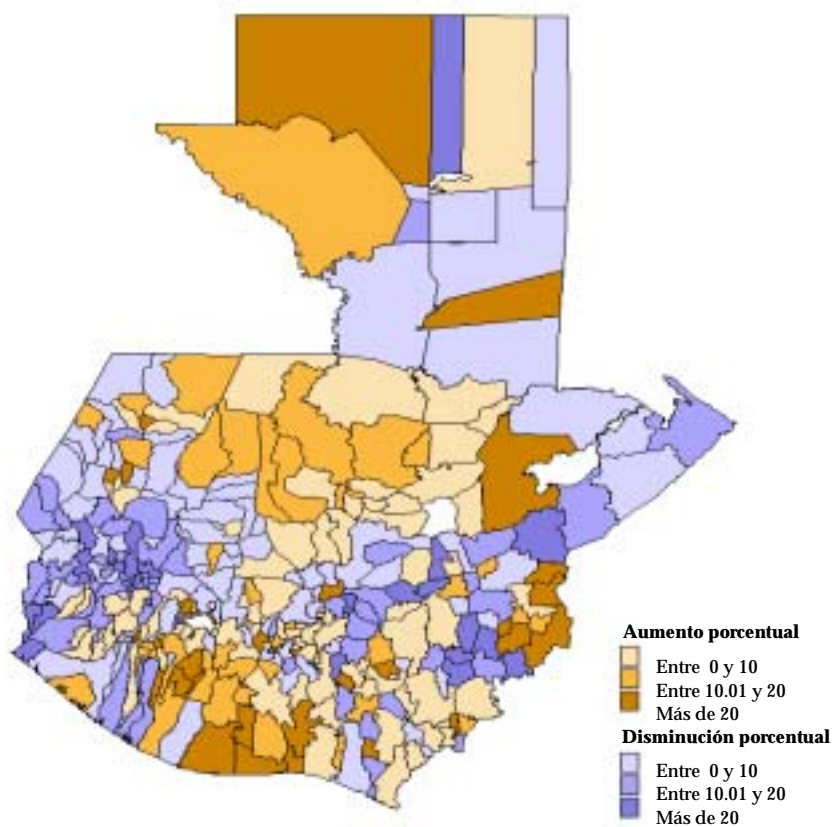 Aumento porcentual
Entre 0 y 10
Entre 10.01 y 20
Más de 20
Disminución porcentual
Entre 0 y 10
Entre 10.01 y 20
Más de 20